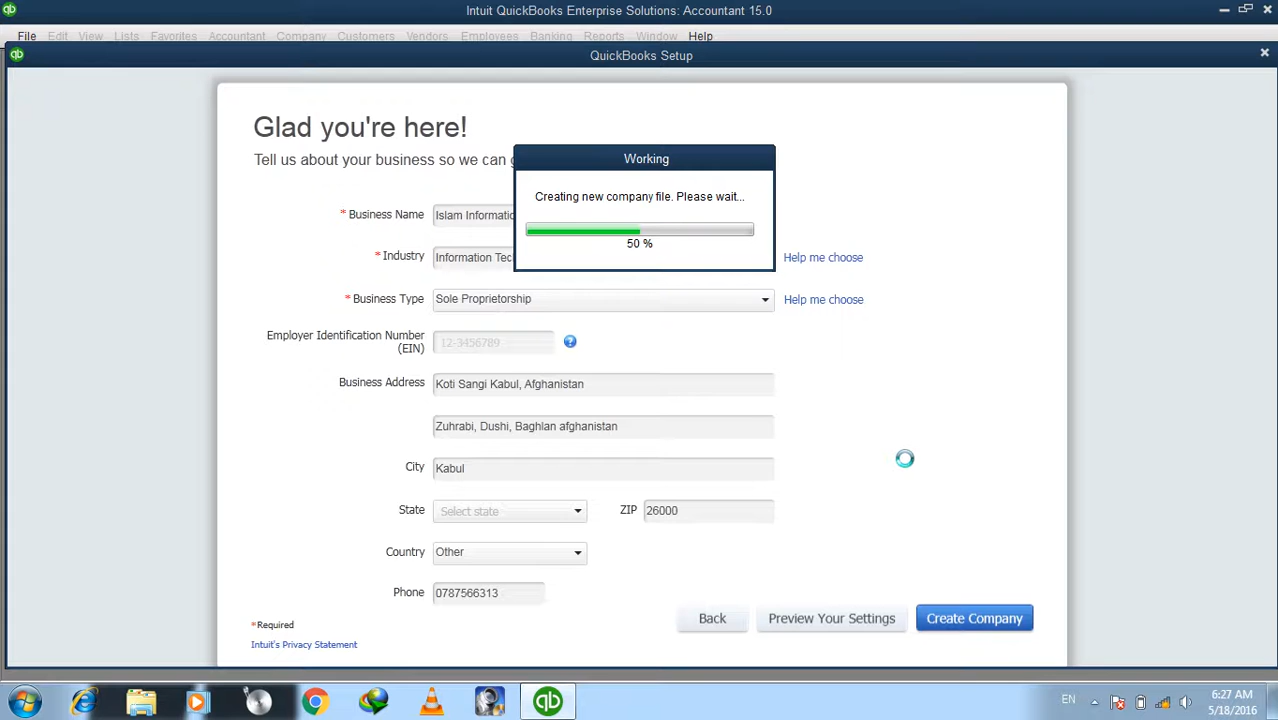 Intuit QuickBooks Enterprise Solutions: Accountant 15.0
File Edit View Lists Favorites Accountant Company Customers Vendors Employees Banking Reports Window Help
QuickBooks Setup
Glad you're here!
Tell us about your business so we can
Working
Creating new company file. Please wait...
50 %
* Business Name Islam
* Industry Information Help me choose
* Business Type Sole Proprietorship Help me choose
Employer Identification Number (EIN) 12-3456789 ?
Business Address Koti Sangi Kabul, Afghanistan
Zuhrabi, Dushi, Baghlan afghanistan
City Kabul
State Select state ZIP 26000
Country Other
Phone 0787566313
*Required
Intuit's Privacy Statement
Back Preview Your Settings Create Company
qb
EN
6:27 AM
5/18/2016